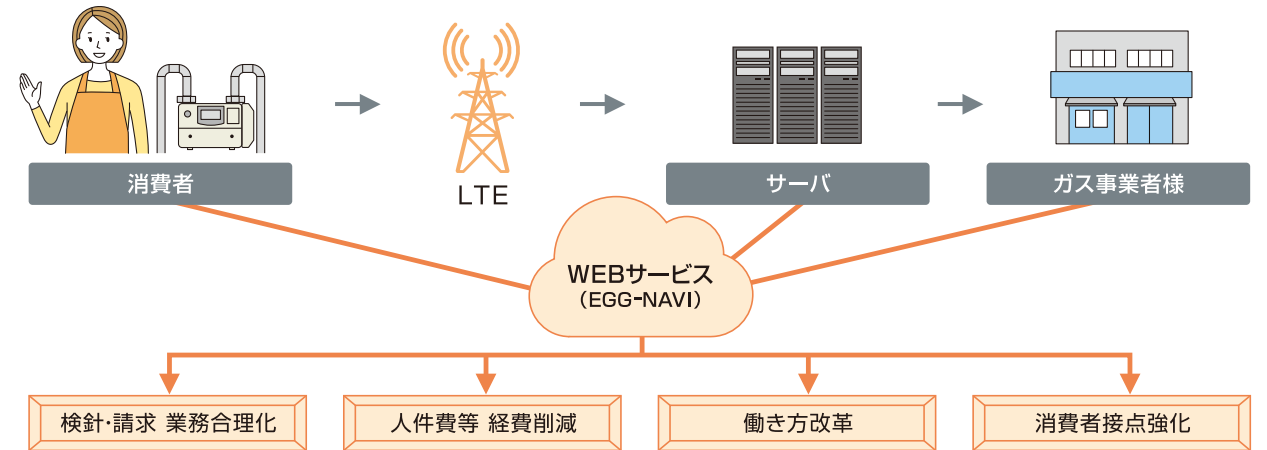 消費者
LTE
サーバ
ガス事業者様
WEBサービス
(EGG-NAVI)
検針・請求 業務合理化
人件費等 経費削減
働き方改革
消費者接点強化